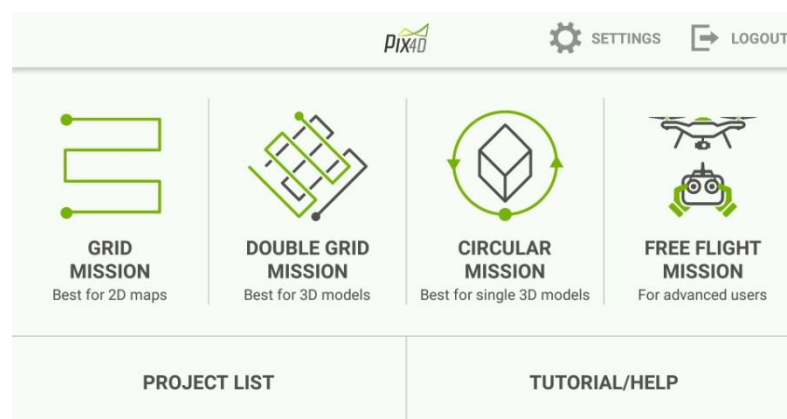 PIX4D
SETTINGS
LOGOUT
GRID
MISSION
Best for 2D maps
DOUBLE GRID
MISSION
Best for 3D models
CIRCULAR
MISSION
Best for single 3D models
FREE FLIGHT
MISSION
For advanced users
PROJECT LIST
TUTORIAL/HELP